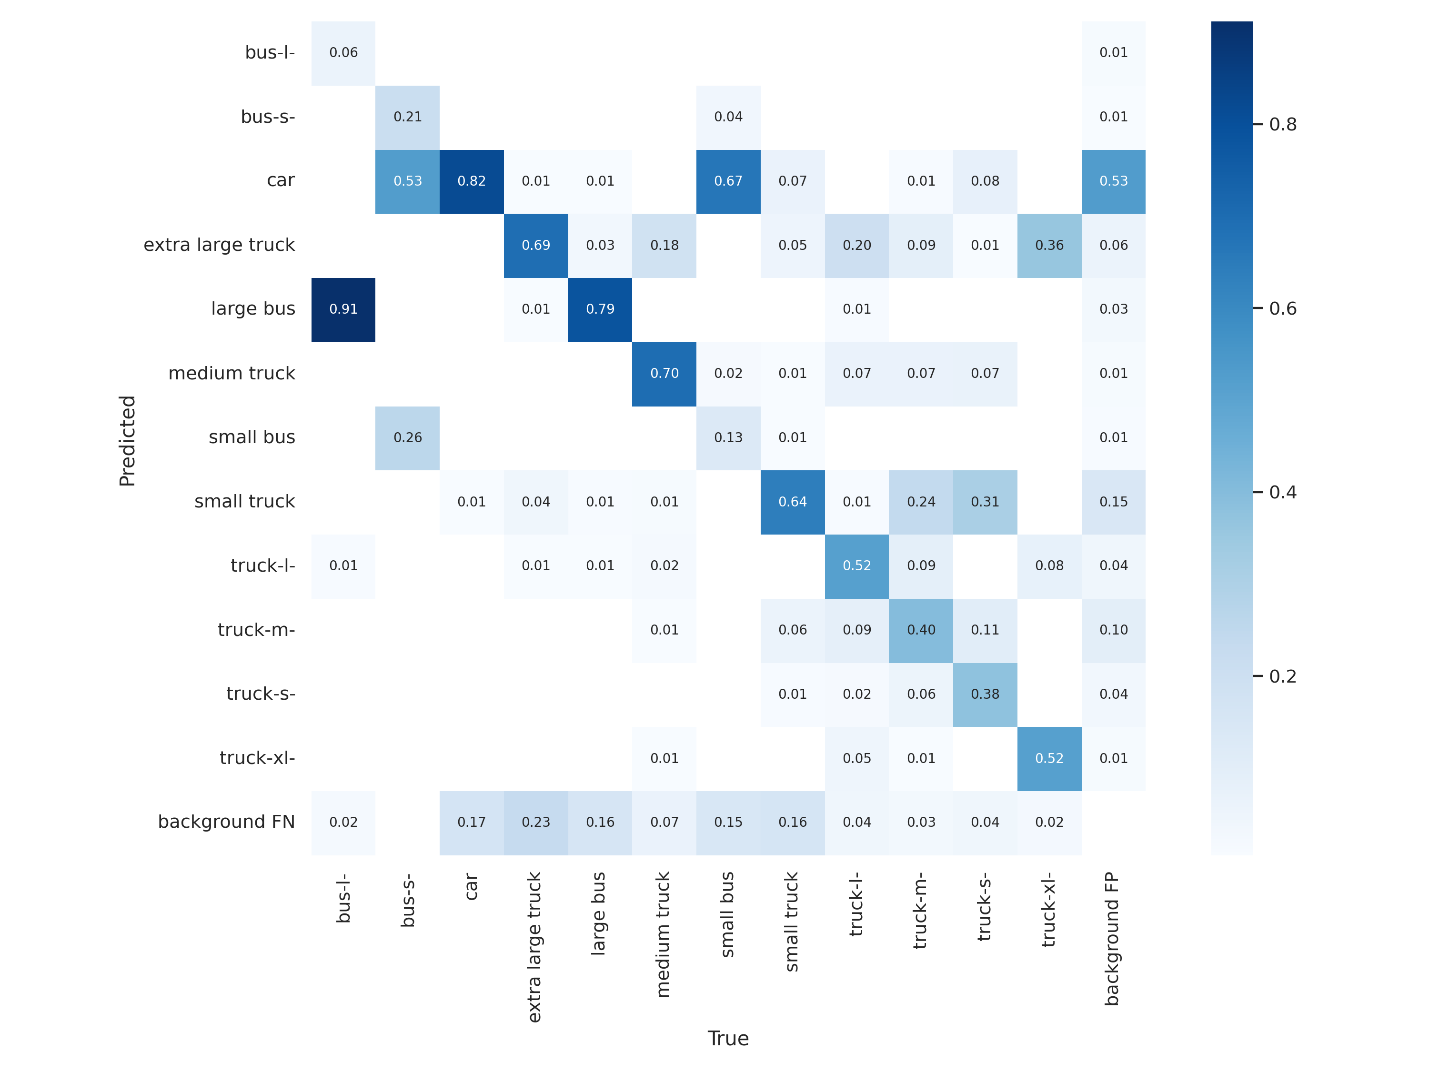 bus-l- 0.06 0.01
bus-s- 0.21 0.04 0.01
0.8
car 0.53 0.82 0.01 0.01 0.67 0.07 0.01 0.08 0.53
extra large truck 0.69 0.03 0.18 0.05 0.20 0.09 0.01 0.36 0.06
large bus 0.91 0.01 0.79 0.01 0.03
0.6
medium truck 0.70 0.02 0.01 0.07 0.07 0.07 0.01
Predicted
small bus 0.26 0.13 0.01 0.01
small truck 0.01 0.04 0.01 0.01 0.64 0.01 0.24 0.31 0.15
0.4
truck-l- 0.01 0.01 0.01 0.02 0.52 0.09 0.08 0.04
truck-m- 0.01 0.06 0.09 0.40 0.11 0.10
truck-s- 0.01 0.02 0.06 0.38 0.04
0.2
truck-xl- 0.01 0.05 0.01 0.52 0.01
background FN 0.02 0.17 0.23 0.16 0.07 0.15 0.16 0.04 0.03 0.04 0.02
bus-l-
bus-s-
car
extra large truck
large bus
medium truck
small bus
small truck
truck-l-
truck-m-
truck-s-
truck-xl-
background FP
True